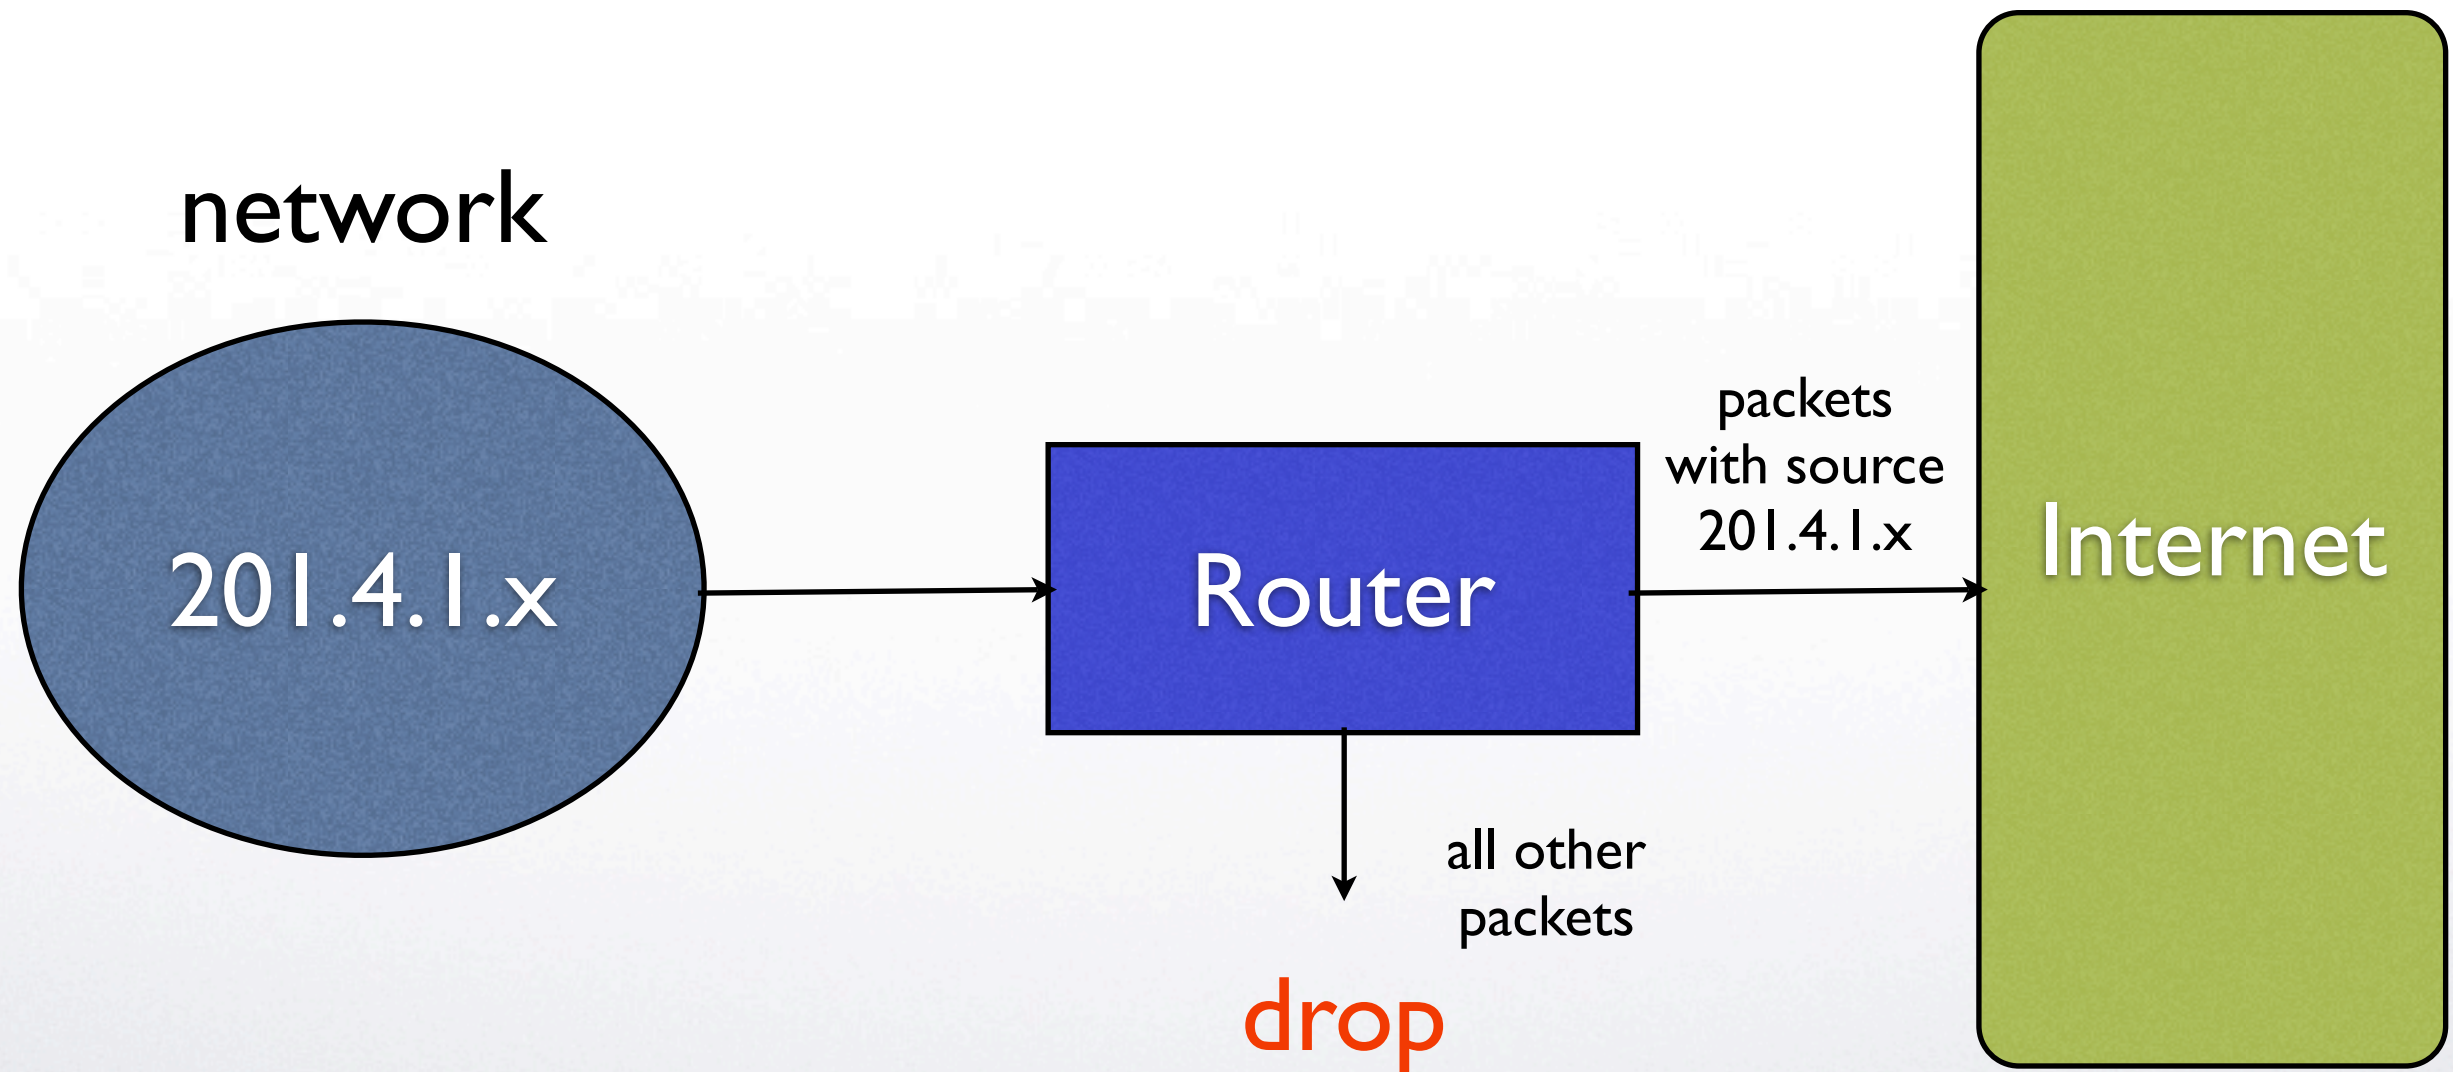 network
201.4.1.x
Router
packets
with source
201.4.1.x
Internet
all other
packets
drop